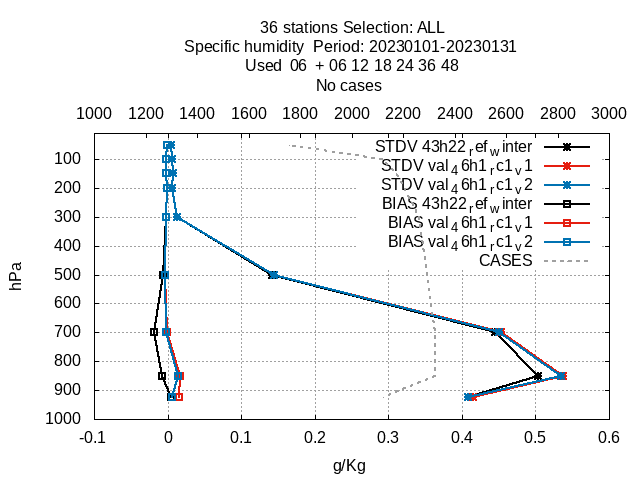 36 stations Selection: ALL
Specific humidity  Period: 20230101-20230131
Used  06  + 06 12 18 24 36 48
No cases
1000 1200 1400 1600 1800 2000 2200 2400 2600 2800 3000
STDV 43h22_ref_winter
STDV val_46h1_rc1_v1
STDV val_46h1_rc1_v2
BIAS 43h22_ref_winter
BIAS val_46h1_rc1_v1
BIAS val_46h1_rc1_v2
CASES
hPa
100
200
300
400
500
600
700
800
900
1000
-0.1 0 0.1 0.2 0.3 0.4 0.5 0.6
g/Kg